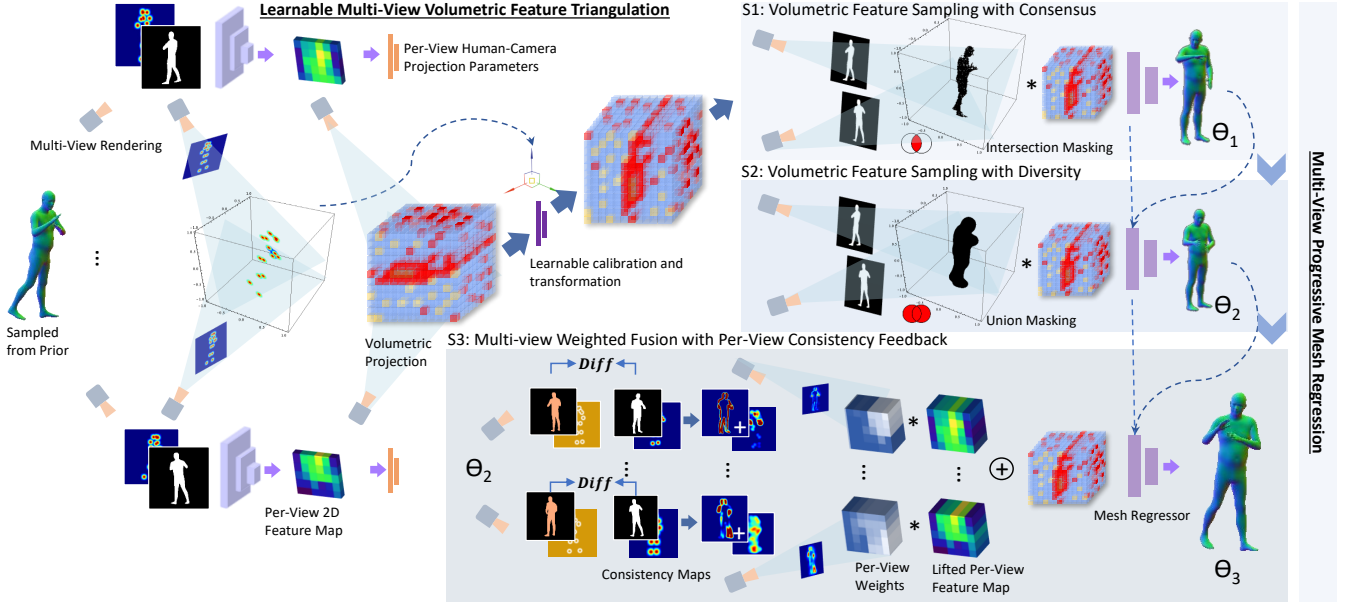 Learnable Multi-View Volumetric Feature Triangulation
Per-View Human-Camera
Projection Parameters
Multi-View Rendering
...
Sampled
from Prior
Volumetric
Projection
Learnable calibration and
transformation
Per-View 2D
Feature Map
S1: Volumetric Feature Sampling with Consensus
*
Intersection Masking
Θ1
S2: Volumetric Feature Sampling with Diversity
*
Union Masking
Θ2
S3: Multi-view Weighted Fusion with Per-View Consistency Feedback
Diff
+
*
Θ2
...
Diff
+
*
Consistency Maps
Per-View
Weights
Lifted Per-View
Feature Map
+
Mesh Regressor
Θ3
Multi-View Progressive Mesh Regression